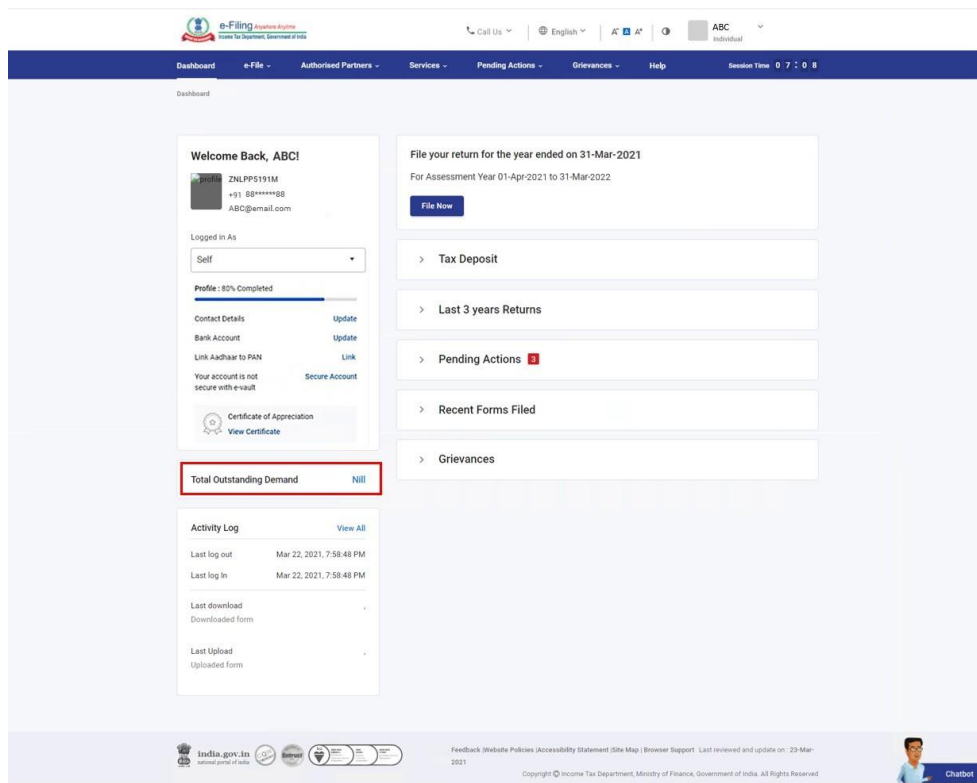 e-Filing Anywhere Anytime
Income Tax Department, Government of India
Call Us
English
A- A A+
ABC
Individual
Dashboard e-File Authorised Partners Services Pending Actions Grievances Help Session Time 0 7 : 0 8
Dashboard
Welcome Back, ABC!
profile
ZNLPP5191M
+91 88******88
ABC@email.com
Logged in As
Self
Profile : 80% Completed
Contact Details Update
Bank Account Update
Link Aadhaar to PAN Link
Your account is not Secure Account
secure with e-vault
Certificate of Appreciation
View Certificate
Total Outstanding Demand Nill
Activity Log View All
Last log out Mar 22, 2021, 7:58:48 PM
Last log In Mar 22, 2021, 7:58:48 PM
Last download
Downloaded form
Last Upload
Uploaded form
File your return for the year ended on 31-Mar-2021
For Assessment Year 01-Apr-2021 to 31-Mar-2022
File Now
Tax Deposit
Last 3 years Returns
Pending Actions 3
Recent Forms Filed
Grievances
india.gov.in
national portal of india
Entrust
Feedback |Website Policies |Accessibility Statement |Site Map | Browser Support Last reviewed and update on : 23-Mar-
2021
Copyright © Income Tax Department, Ministry of Finance, Government of India. All Rights Reserved
Chatbot